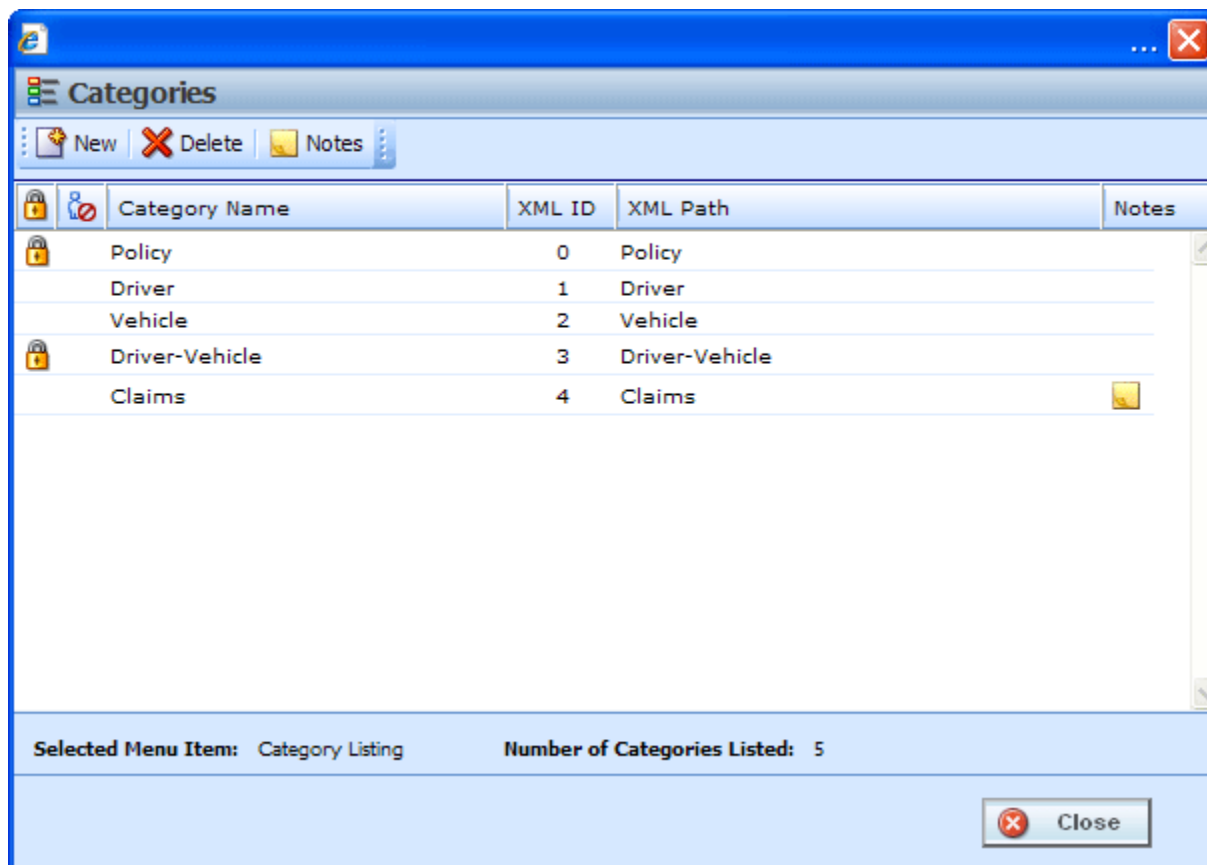 ...
Categories
New Delete Notes
Category Name XML ID XML Path Notes
Policy 0 Policy
Driver 1 Driver
Vehicle 2 Vehicle
Driver-Vehicle 3 Driver-Vehicle
Claims 4 Claims
Selected Menu Item: Category Listing Number of Categories Listed: 5
Close